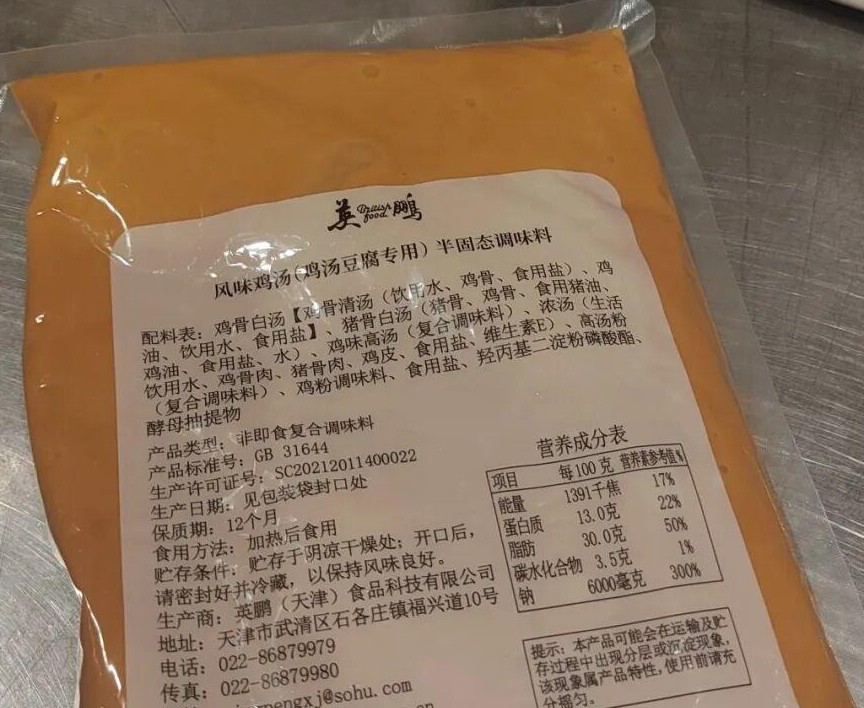 英British food鹏
风味鸡汤(鸡汤豆腐专用)半固态调味料
配料表：鸡骨白汤【鸡骨清汤（饮用水、鸡骨、食用盐）、鸡
油、饮用水、食用盐】、猪骨白汤（猪骨、鸡骨、食用猪油、
鸡油、食用盐、水）、鸡味高汤（复合调味料）、浓汤（生活
饮用水、鸡骨肉、猪骨肉、鸡皮、食用盐、维生素E）、高汤粉
（复合调味料）、鸡粉调味料、食用盐、羟丙基二淀粉磷酸酯、
酵母抽提物
产品类型：非即食复合调味料
产品标准号：GB 31644
生产许可证号：SC20212011400022
生产日期：见包装袋封口处
保质期：12个月
食用方法：加热后食用
贮存条件：贮存于阴凉干燥处；开口后，
请密封好并冷藏，以保持风味良好。
生产商：英鹏（天津）食品科技有限公司
地址：天津市武清区石各庄镇福兴道10号
电话：022-86879979
传真：022-86879980
@sohu.com
营养成分表
项目 每100克 营养素参考值%
能量 1391千焦 17%
蛋白质 13.0克 22%
脂肪 30.0克 50%
碳水化合物 3.5克 1%
钠 6000毫克 300%
提示：本产品可能会在运输及贮
存过程中出现分层或沉淀现象，
该现象属产品特性，使用前请充
分摇匀。